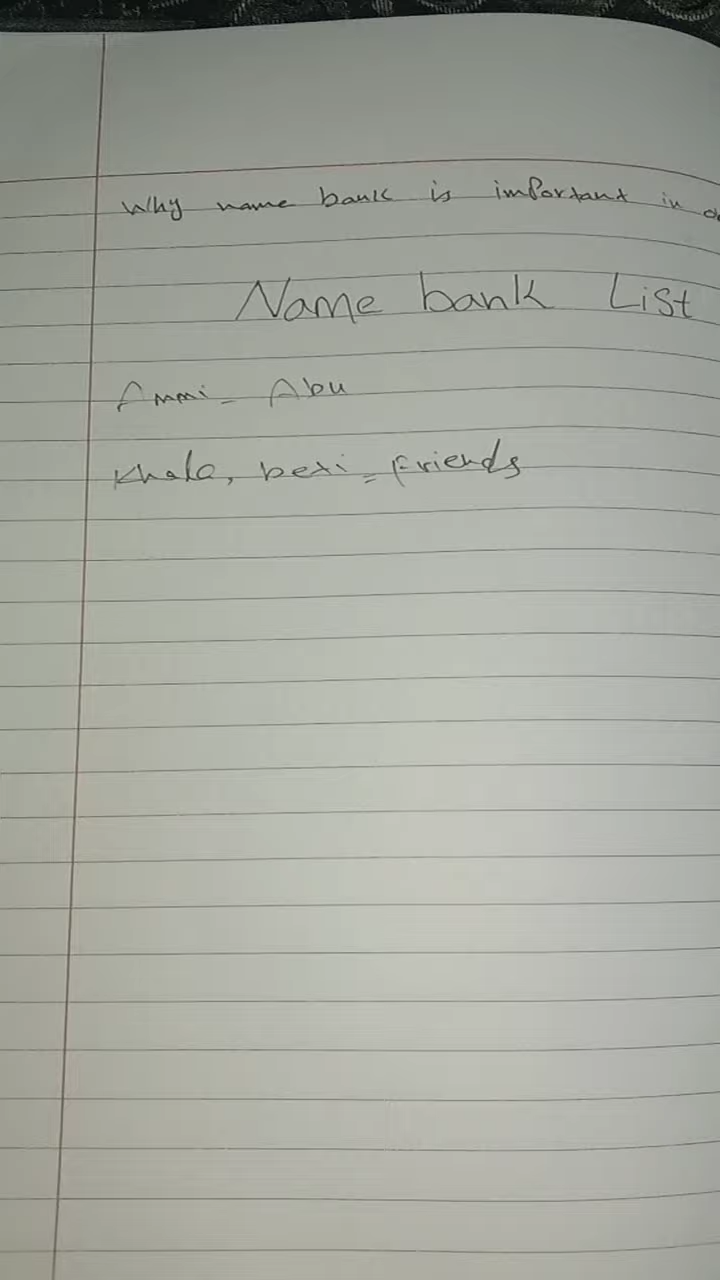 Why name bank is important in
Name bank List
Ammi - Abu
Khala, beti = friends